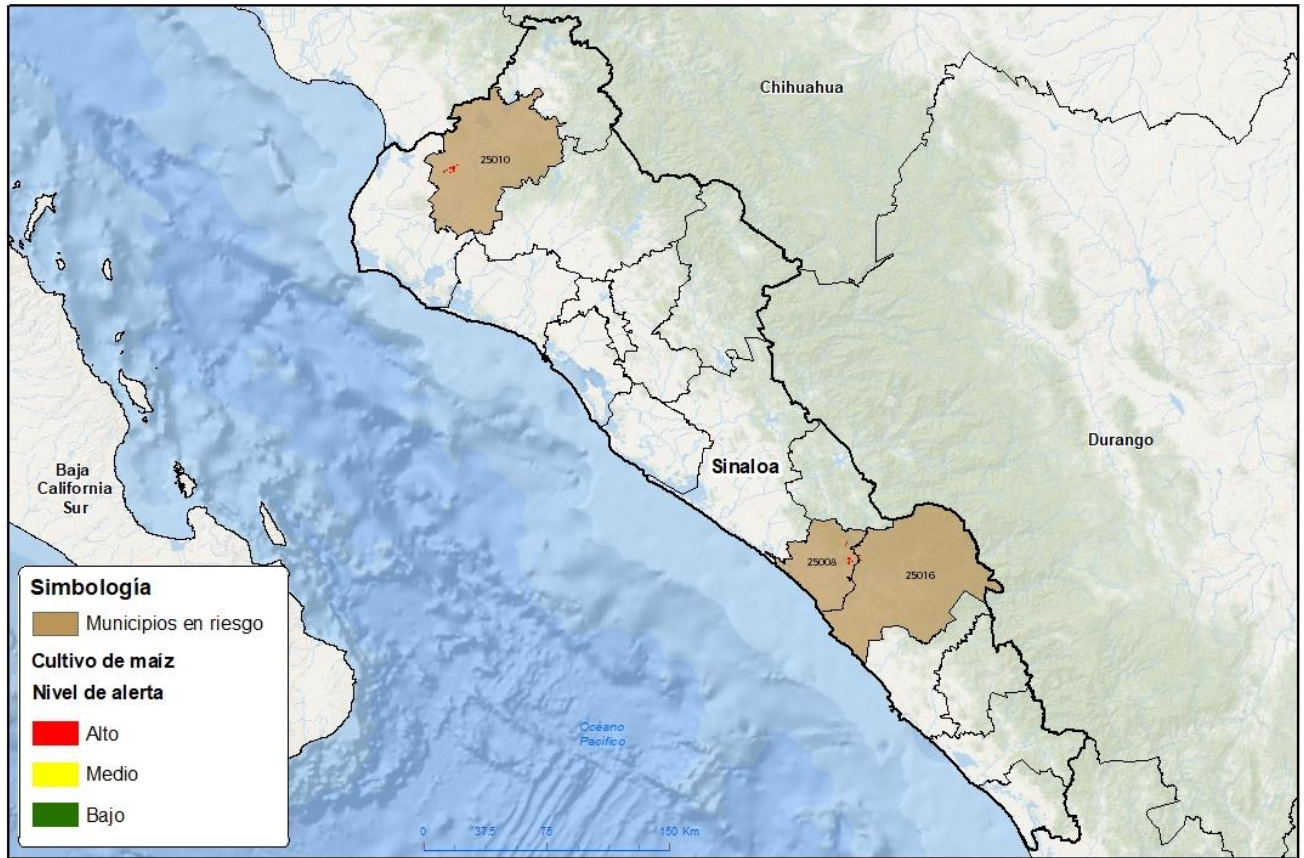 Chihuahua
25010
Durango
Sinaloa
Baja
California
Sur
25008
25016
Océano
Pacífico
Simbología
Municipios en riesgo
Cultivo de maíz
Nivel de alerta
Alto
Medio
Bajo
0 37.5 75 150 Km